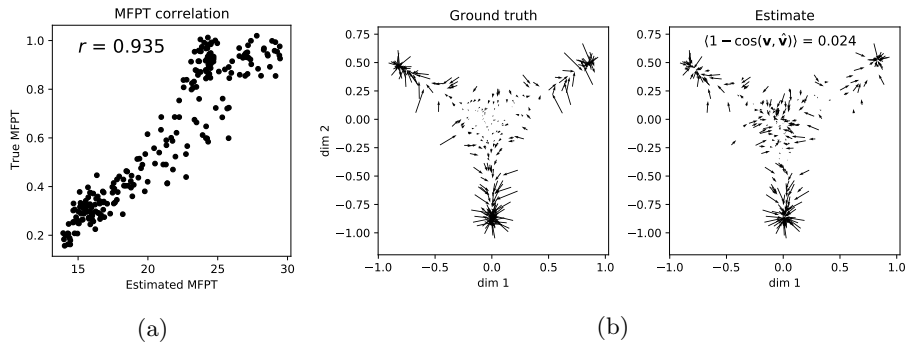 MFPT correlation
r = 0.935
True MFPT
1.0
0.8
0.6
0.4
0.2
15
20
25
30
Estimated MFPT
(a)
Ground truth
dim 2
0.75
0.50
0.25
0.00
−0.25
−0.50
−0.75
−1.00
−1.0
−0.5
0.0
0.5
1.0
dim 1
Estimate
⟨1 − cos(v, v̂)⟩ = 0.024
0.75
0.50
0.25
0.00
−0.25
−0.50
−0.75
−1.00
−1.0
−0.5
0.0
0.5
1.0
dim 1
(b)